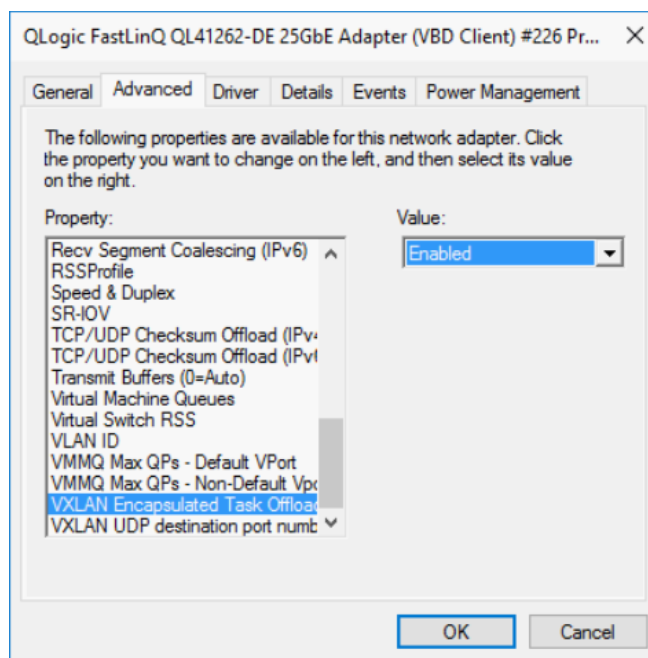 QLogic FastLinQ QL41262-DE 25GbE Adapter (VBD Client) #226 Pr...
General Advanced Driver Details Events Power Management
The following properties are available for this network adapter. Click
the property you want to change on the left, and then select its value
on the right.
Property:
Value:
Recv Segment Coalescing (IPv6)
RSSProfile
Speed & Duplex
SR-IOV
TCP/UDP Checksum Offload (IPv4
TCP/UDP Checksum Offload (IPv6
Transmit Buffers (0=Auto)
Virtual Machine Queues
Virtual Switch RSS
VLAN ID
VMMQ Max QPs - Default VPort
VMMQ Max QPs - Non-Default Vpo
VXLAN Encapsulated Task Offload
VXLAN UDP destination port numb
Enabled
OK
Cancel